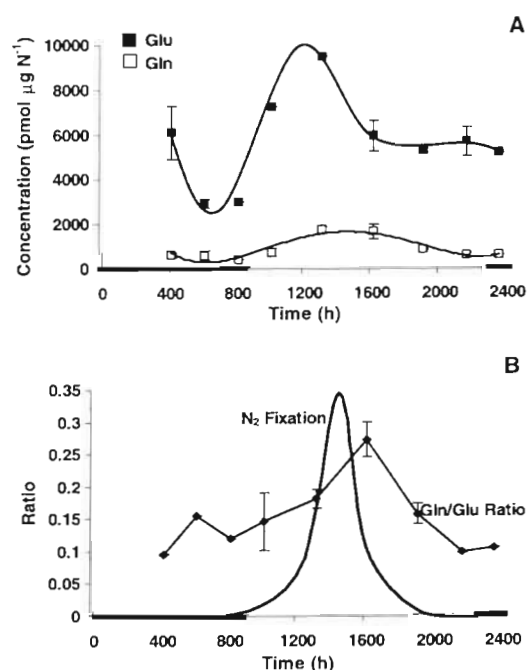 A
Glu
Gln
Concentration (pmol µg N⁻¹)
10000
8000
6000
4000
2000
0
0 400 800 1200 1600 2000 2400
Time (h)
B
N₂ Fixation
Gln/Glu Ratio
Ratio
0.35
0.3
0.25
0.2
0.15
0.1
0.05
0
0 400 800 1200 1600 2000 2400
Time (h)